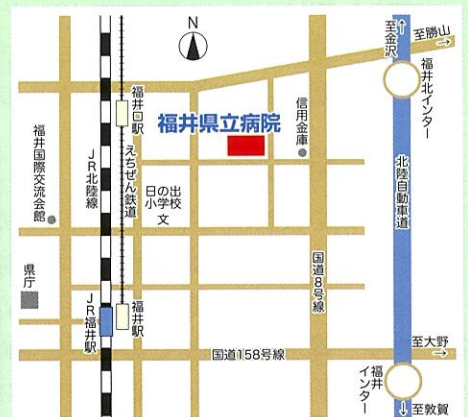 N
至金沢
至勝山
福井北インター
福井口駅
福井県立病院
信用金庫
福井国際交流会館
JR北陸線
えちぜん鉄道
日の出
小学校
文
北陸自動車道
国道8号線
県庁
JR福井駅
福井駅
国道158号線
至大野
福井インター
至敦賀